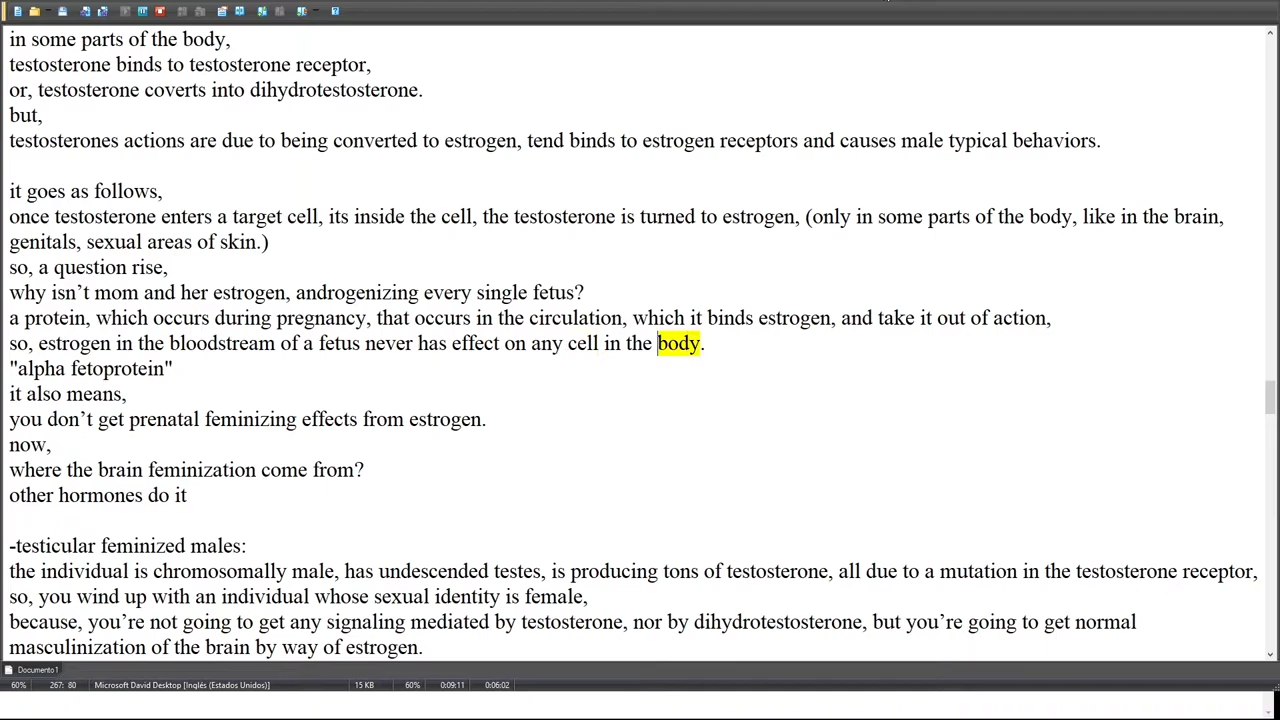 in some parts of the body,
testosterone binds to testosterone receptor,
or, testosterone coverts into dihydrotestosterone.
but,
testosterones actions are due to being converted to estrogen, tend binds to estrogen receptors and causes male typical behaviors.
it goes as follows,
once testosterone enters a target cell, its inside the cell, the testosterone is turned to estrogen, (only in some parts of the body, like in the brain,
genitals, sexual areas of skin.)
so, a question rise,
why isn’t mom and her estrogen, androgenizing every single fetus?
a protein, which occurs during pregnancy, that occurs in the circulation, which it binds estrogen, and take it out of action,
so, estrogen in the bloodstream of a fetus never has effect on any cell in the body.
"alpha fetoprotein"
it also means,
you don’t get prenatal feminizing effects from estrogen.
now,
where the brain feminization come from?
other hormones do it
-testicular feminized males:
the individual is chromosomally male, has undescended testes, is producing tons of testosterone, all due to a mutation in the testosterone receptor,
so, you wind up with an individual whose sexual identity is female,
because, you’re not going to get any signaling mediated by testosterone, nor by dihydrotestosterone, but you’re going to get normal
masculinization of the brain by way of estrogen.
Documento1
60% 267: 80 Microsoft David Desktop [Inglés (Estados Unidos)] 15 KB 60% 0:09:11 0:06:02